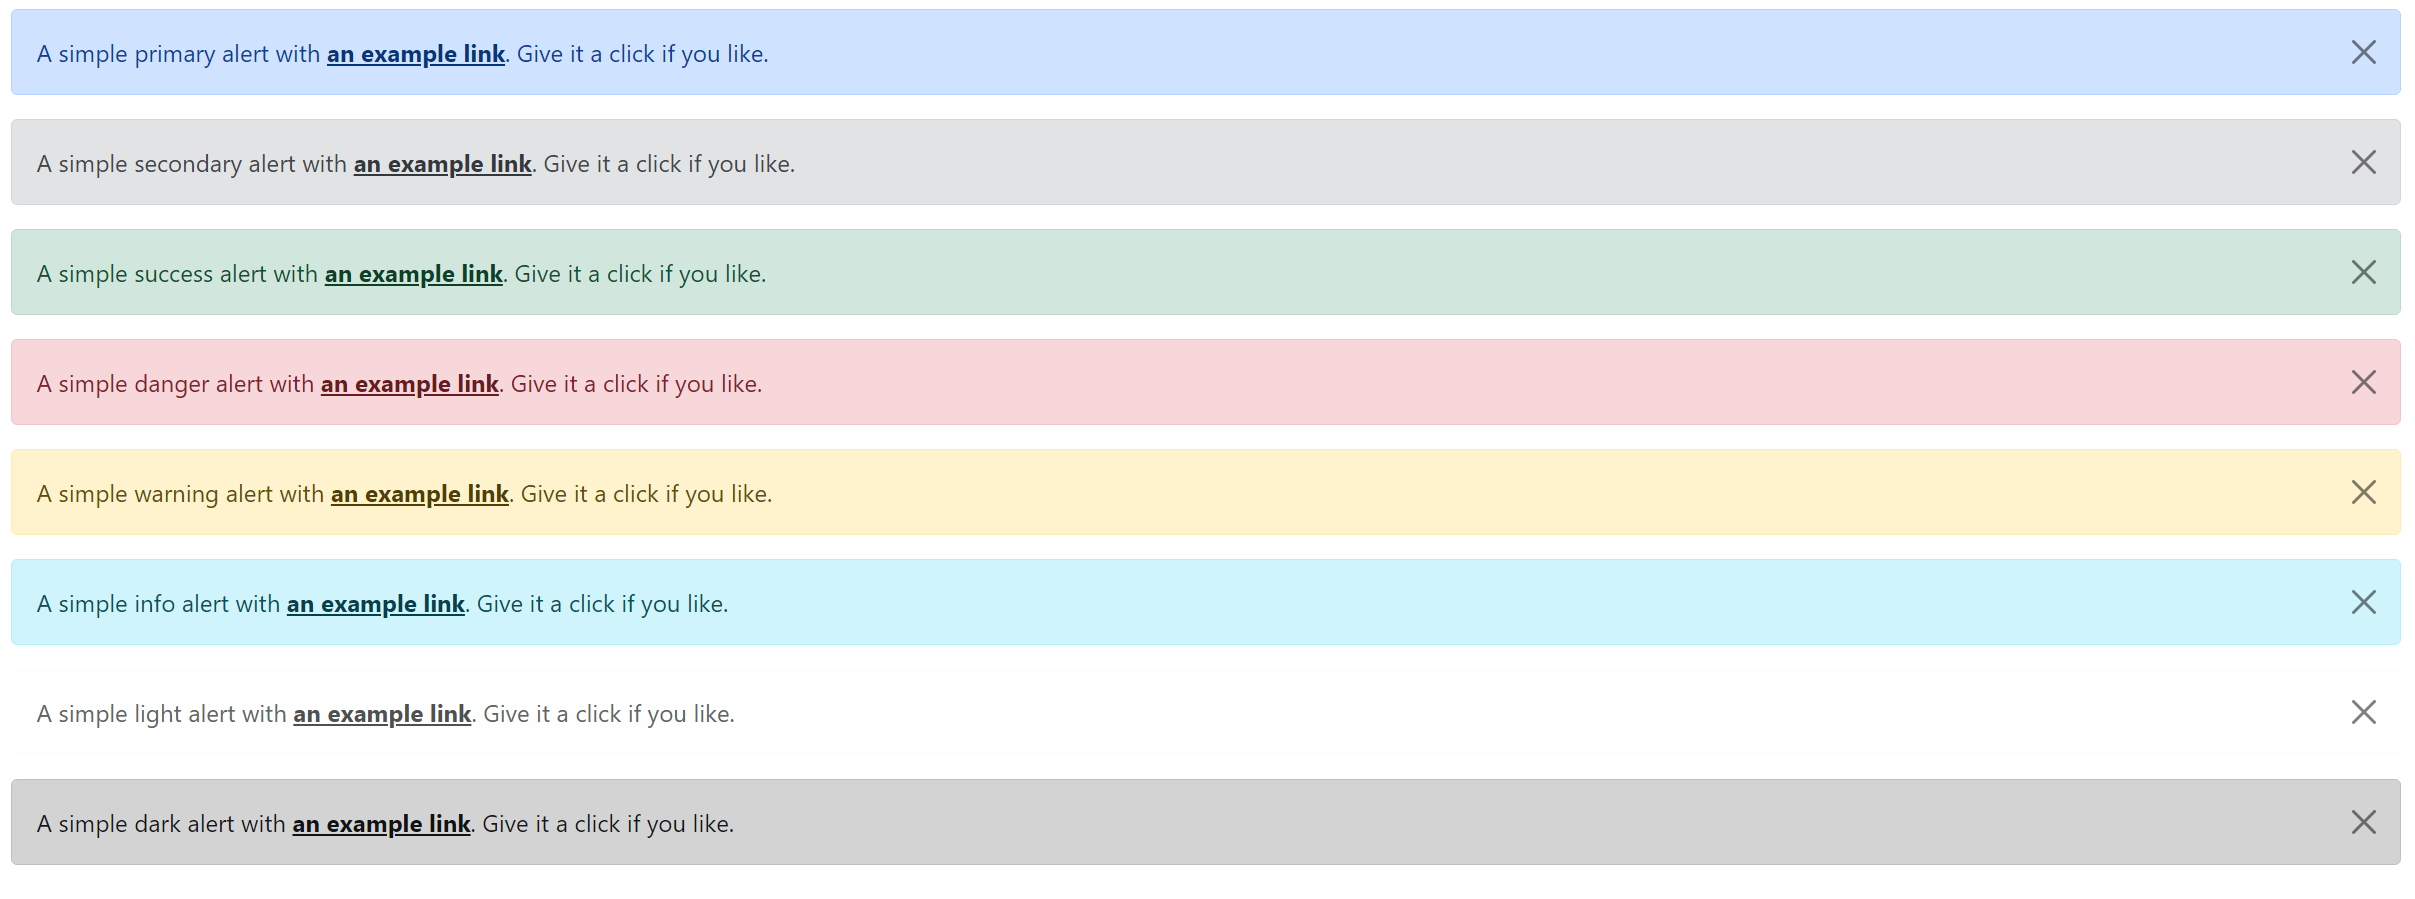 A simple primary alert with an example link. Give it a click if you like.
A simple secondary alert with an example link. Give it a click if you like.
A simple success alert with an example link. Give it a click if you like.
A simple danger alert with an example link. Give it a click if you like.
A simple warning alert with an example link. Give it a click if you like.
A simple info alert with an example link. Give it a click if you like.
A simple light alert with an example link. Give it a click if you like.
A simple dark alert with an example link. Give it a click if you like.